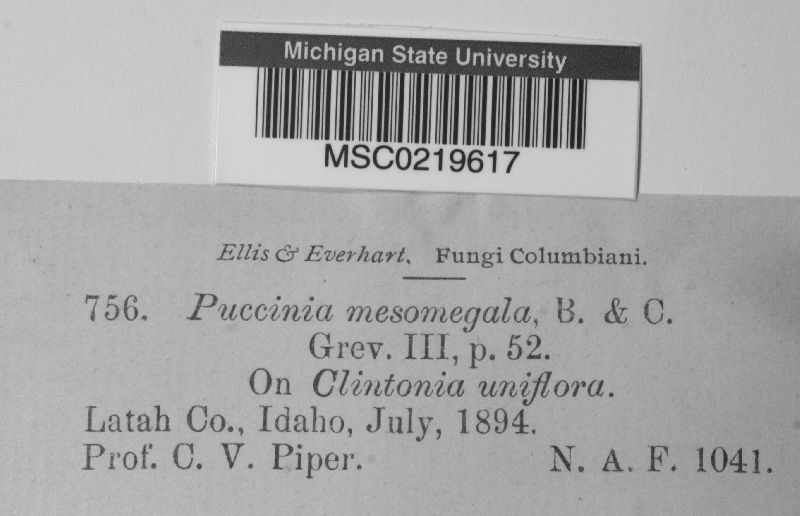 Michigan State University
MSC0219617
Ellis & Everhart, Fungi Columbiani.
756. Puccinia mesomegala, B. & C.
Grev. III, p. 52.
On Clintonia uniflora.
Latah Co., Idaho, July, 1894.
Prof. C. V. Piper. N. A. F. 1041.